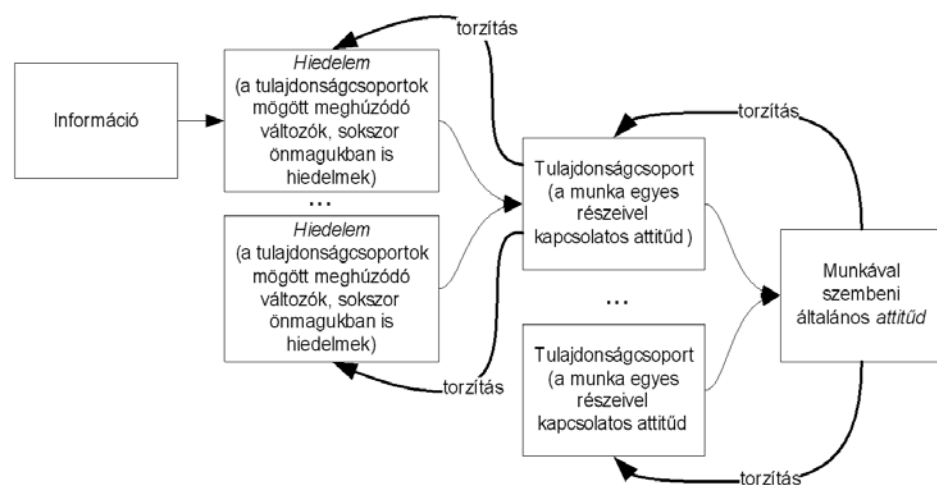 Információ
torzítás
Hiedelem
(a tulajdonságcsoportok
mögött meghúzódó
változók, sokszor
önmagukban is
hiedelmek)
...
Hiedelem
(a tulajdonságcsoportok
mögött meghúzódó
változók, sokszor
önmagukban is
hiedelmek)
torzítás
torzítás
Tulajdonságcsoport
(a munka egyes
részeivel
kapcsolatos attitűd )
...
Tulajdonságcsoport
(a munka egyes
részeivel
kapcsolatos attitűd
torzítás
Munkával
szembeni
általános attitűd